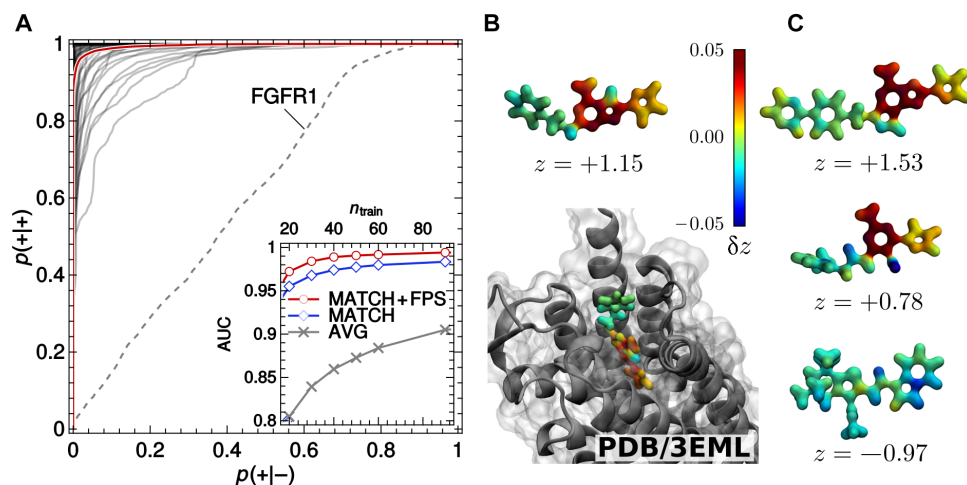 A
B
C
1
0.8
0.6
0.4
0.2
0
p(+|+)
FGFR1
n_train
20 40 60 80
1
0.95
0.9
0.85
0.8
AUC
MATCH+FPS
MATCH
AVG
0 0.2 0.4 0.6 0.8 1
p(+|−)
z = +1.15
0.05
0.00
−0.05
δz
PDB/3EML
z = +1.53
z = +0.78
z = −0.97